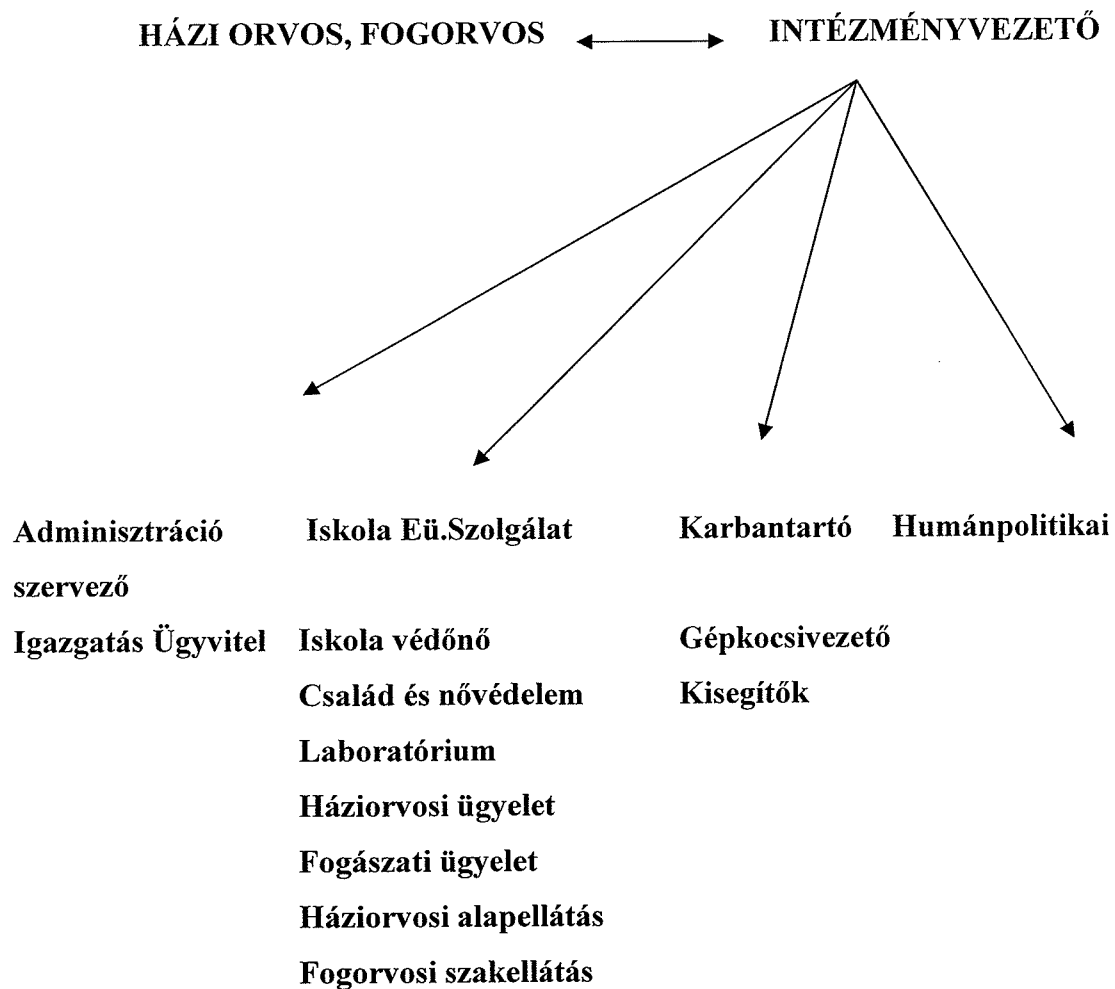 HÁZI ORVOS, FOGORVOS
INTÉZMÉNYVEZETŐ
Adminisztráció
szervező
Igazgatás Ügyvitel
Iskola Eü.Szolgálat
Iskola védőnő
Család és nővédelem
Laboratórium
Háziorvosi ügyelet
Fogászati ügyelet
Háziorvosi alapellátás
Fogorvosi szakellátás
Karbantartó
Gépkocsivezető
Kisegítők
Humánpolitikai